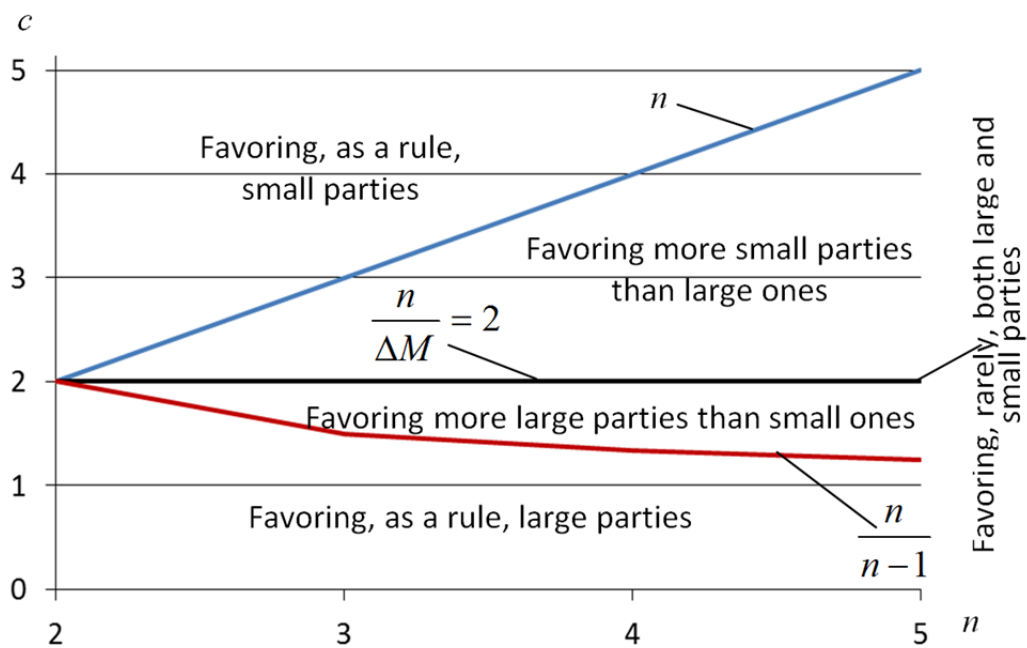 c
5
n
Favoring, as a rule,
small parties
4
Favoring more small parties
than large ones
3
n/ΔM = 2
2
Favoring more large parties than small ones
1
Favoring, as a rule, large parties
n/(n − 1)
0
2
3
4
5
n
Favoring, rarely, both large and
small parties